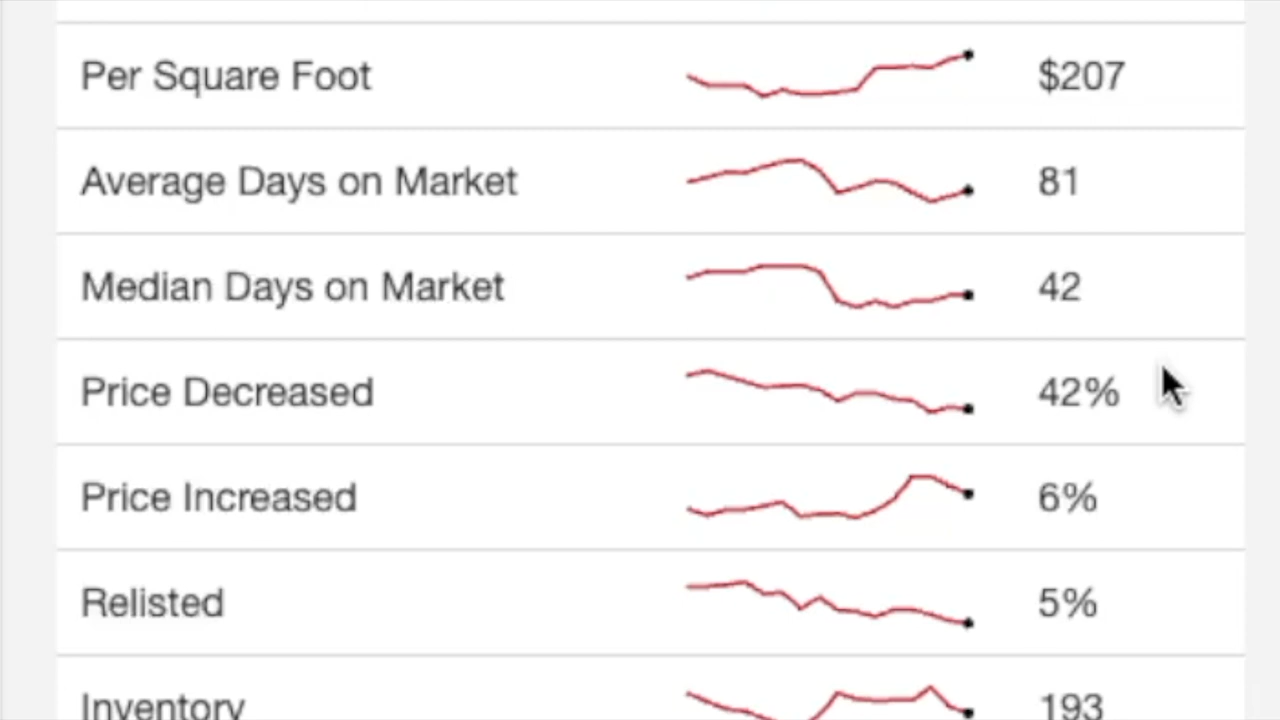 Per Square Foot $207
Average Days on Market 81
Median Days on Market 42
Price Decreased 42%
Price Increased 6%
Relisted 5%
Inventory 193